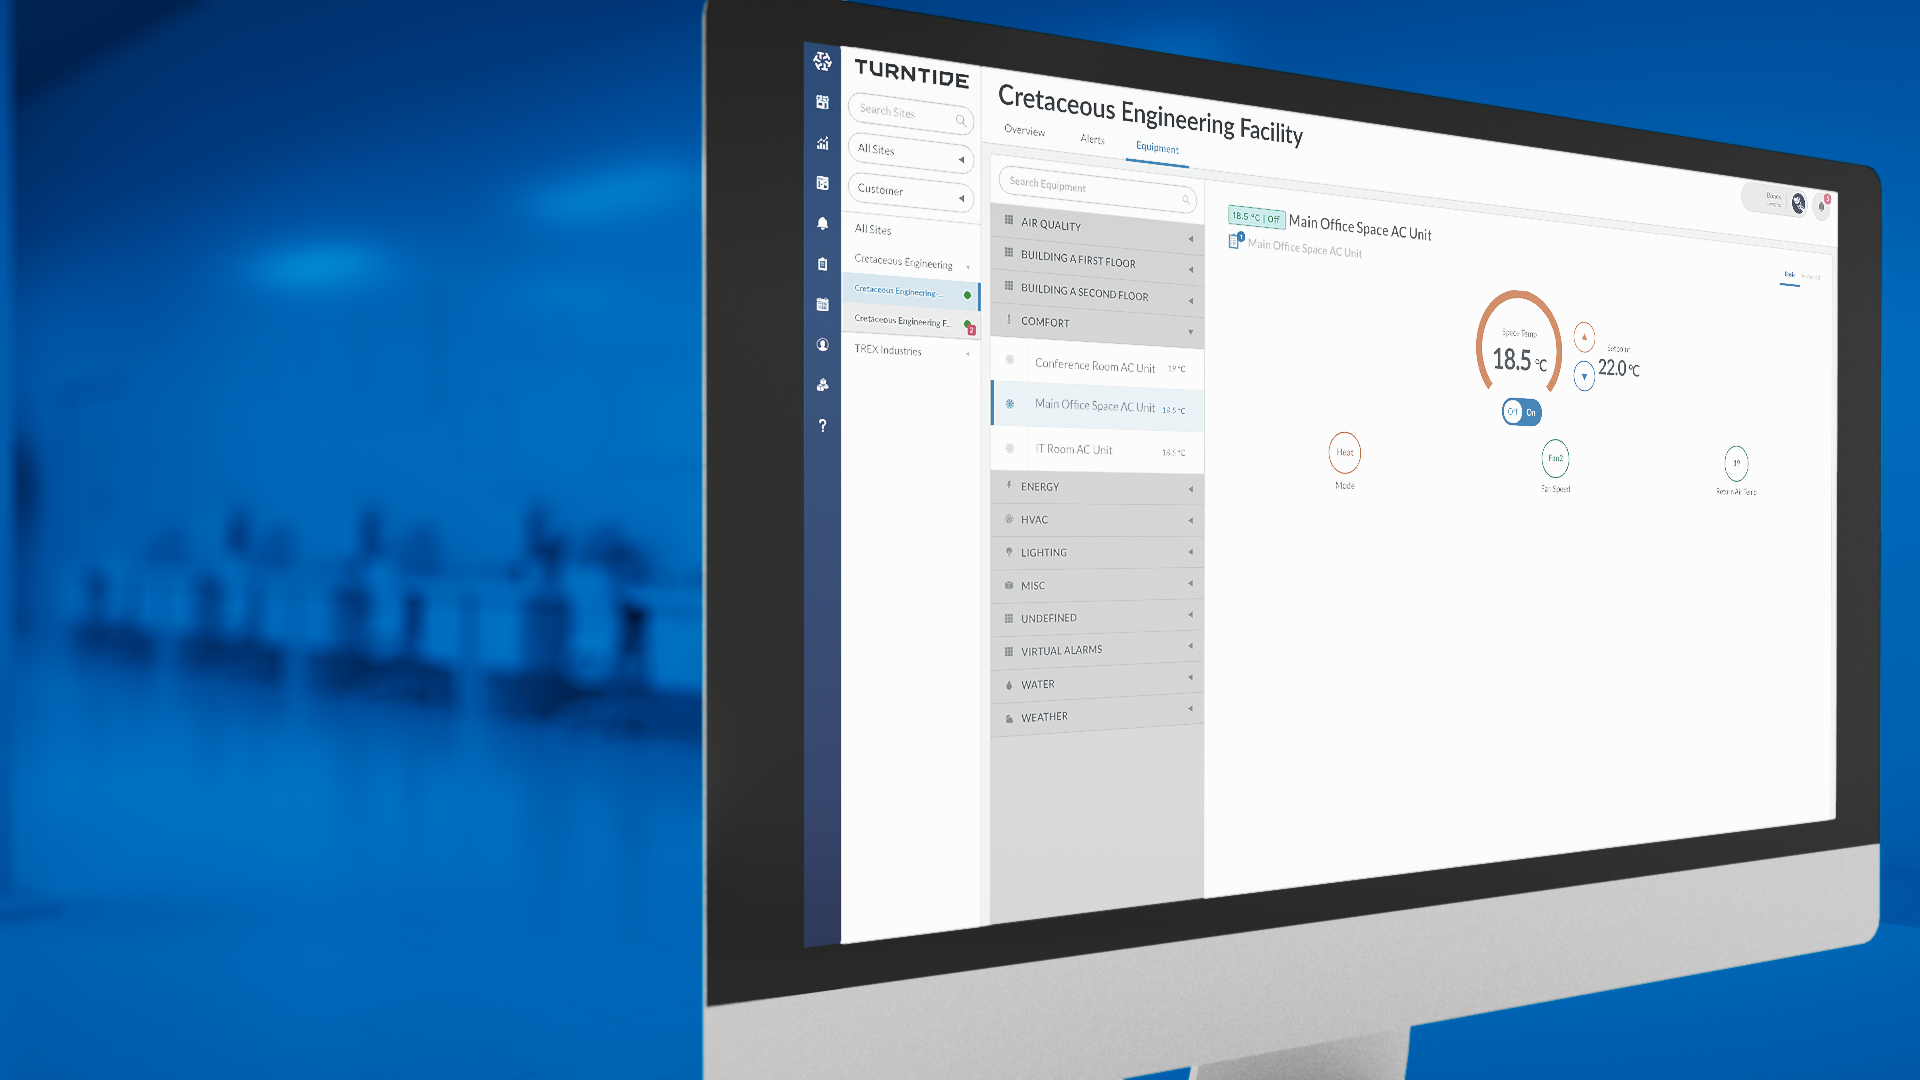 TURNTIDE
Search Sites
All Sites
Customer
All Sites
Cretaceous Engineering
Cretaceous Engineering-...
Cretaceous Engineering F...
2
TREX Industries
?
Cretaceous Engineering Facility
Overview
Alerts
Equipment
Search Equipment
AIR QUALITY
BUILDING A FIRST FLOOR
BUILDING A SECOND FLOOR
COMFORT
Conference Room AC Unit 19 °C
Main Office Space AC Unit 18.5 °C
IT Room AC Unit 18.5 °C
ENERGY
HVAC
LIGHTING
MISC
UNDEFINED
VIRTUAL ALARMS
WATER
WEATHER
18.5 °C | Off Main Office Space AC Unit
1
Main Office Space AC Unit
Basic Advanced
Space Temp
18.5 °C
Setpoint
22.0 °C
Off On
Heat
Mode
Fan2
Fan Speed
19
Return Air Temp